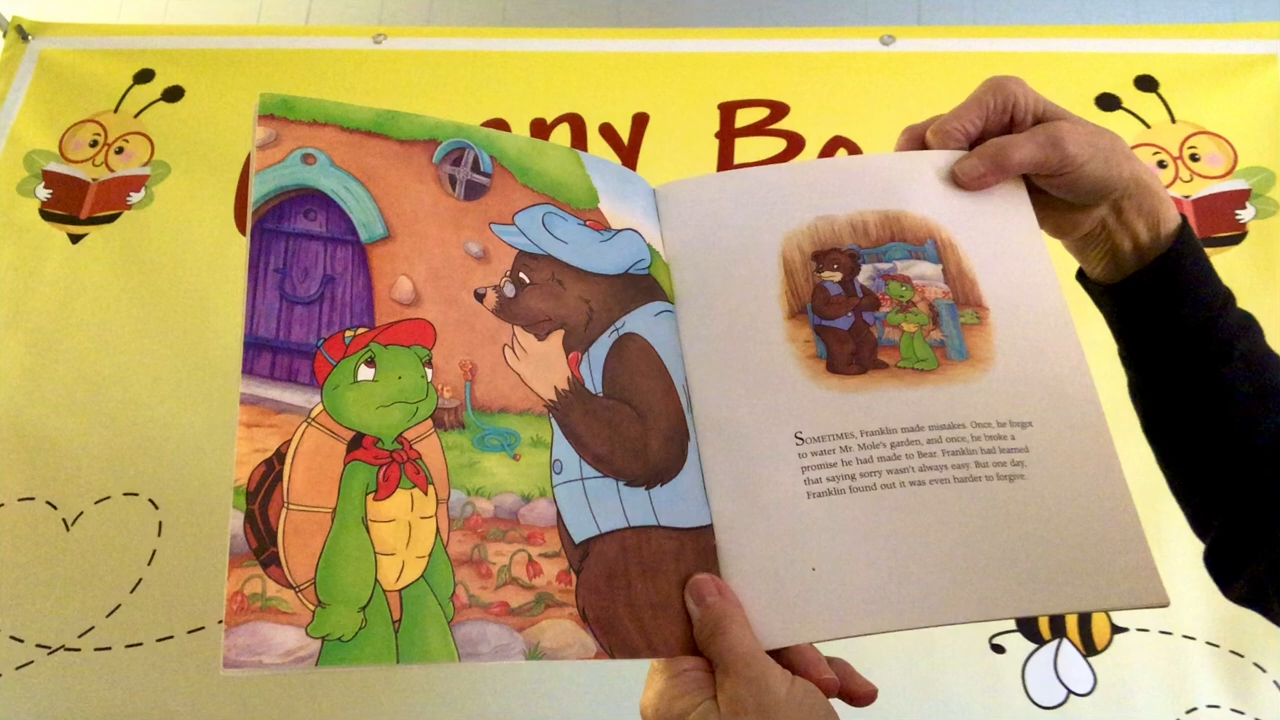 ny B
SOMETIMES, Franklin made mistakes. Once, he forgot
to water Mr. Mole's garden, and once, he broke a
promise he had made to Bear. Franklin had learned
that saying sorry wasn't always easy. But one day,
Franklin found out it was even harder to forgive.